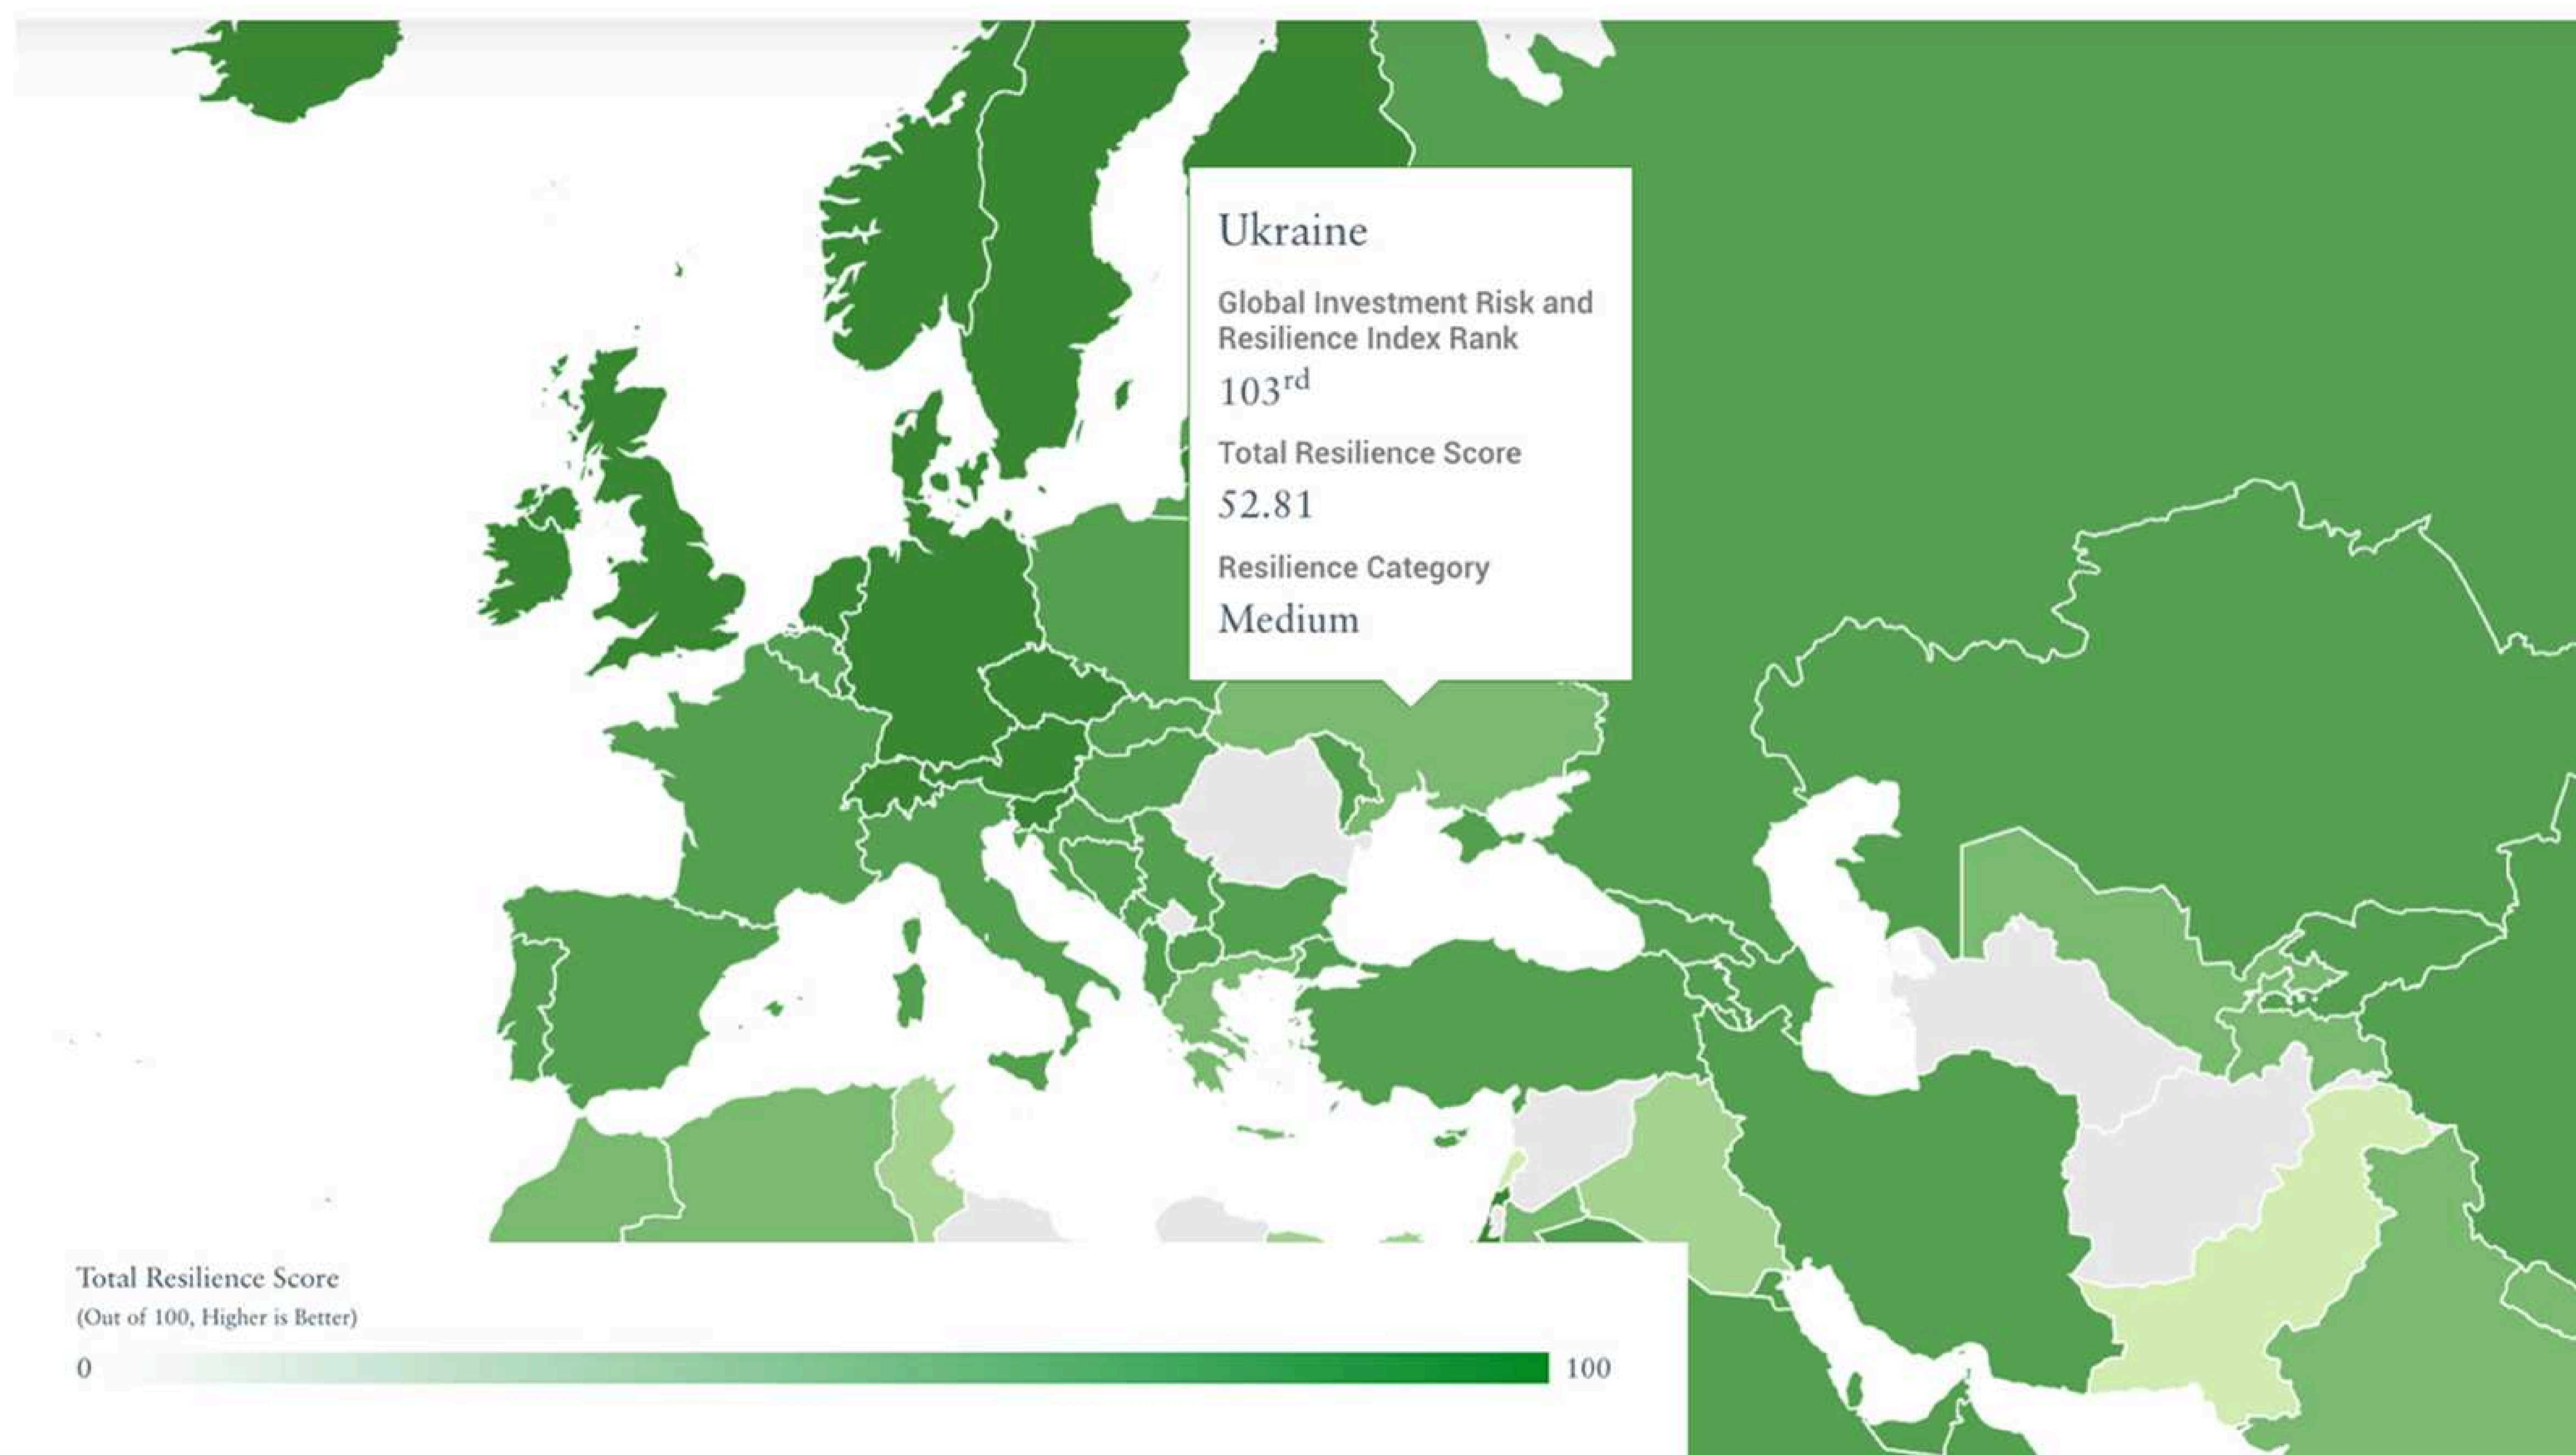 Ukraine
Global Investment Risk and
Resilience Index Rank
103rd
Total Resilience Score
52.81
Resilience Category
Medium
Total Resilience Score
(Out of 100, Higher is Better)
0
100